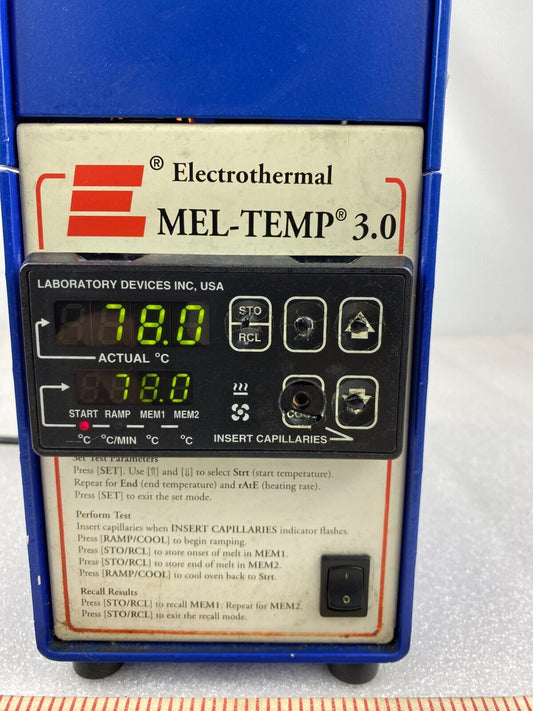 ® Electrothermal
MEL-TEMP® 3.0
LABORATORY DEVICES INC, USA
78.0
STO
RCL
ACTUAL °C
78.0
START RAMP MEM1 MEM2
°C °C/MIN °C °C
INSERT CAPILLARIES
Set Test Parameters
Press [SET]. Use [⇧] and [⇩] to select Strt (start temperature).
Repeat for End (end temperature) and rAtE (heating rate).
Press [SET] to exit the set mode.
Perform Test
Insert capillaries when INSERT CAPILLARIES indicator flashes.
Press [RAMP/COOL] to begin ramping.
Press [STO/RCL] to store onset of melt in MEM1.
Press [STO/RCL] to store end of melt in MEM2.
Press [RAMP/COOL] to cool oven back to Strt.
Recall Results
Press [STO/RCL] to recall MEM1. Repeat for MEM2.
Press [STO/RCL] to exit the recall mode.